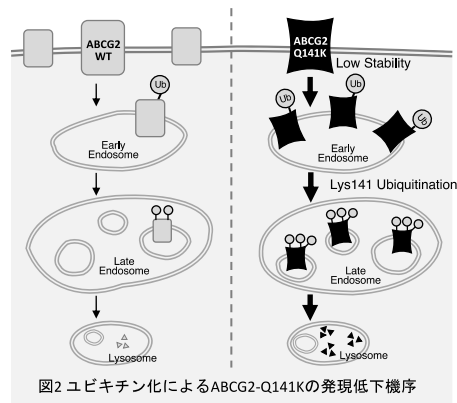 ABCG2
WT
Ub
Early
Endosome
Late
Endosome
Lysosome
ABCG2
Q141K
Low Stability
Ub
Ub
Ub
Early
Endosome
Lys141 Ubiquitination
Late
Endosome
Lysosome
図2 ユビキチン化によるABCG2-Q141Kの発現低下機序